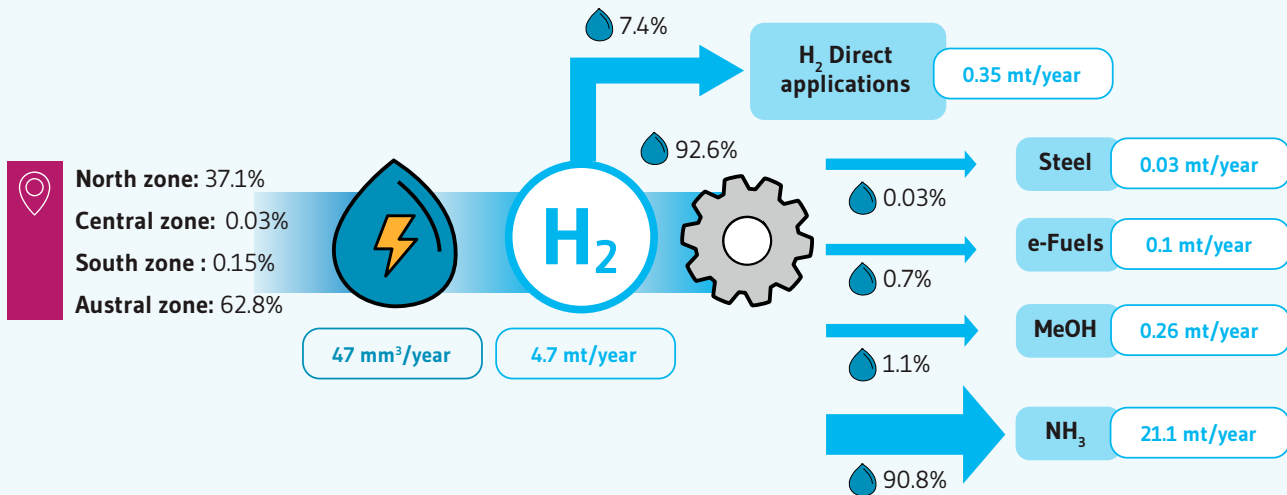 7.4%
H₂ Direct
applications
0.35 mt/year
92.6%
North zone: 37.1%
Central zone: 0.03%
South zone : 0.15%
Austral zone: 62.8%
H₂
47 mm³/year
4.7 mt/year
0.03%
Steel
0.03 mt/year
0.7%
e-Fuels
0.1 mt/year
1.1%
MeOH
0.26 mt/year
90.8%
NH₃
21.1 mt/year